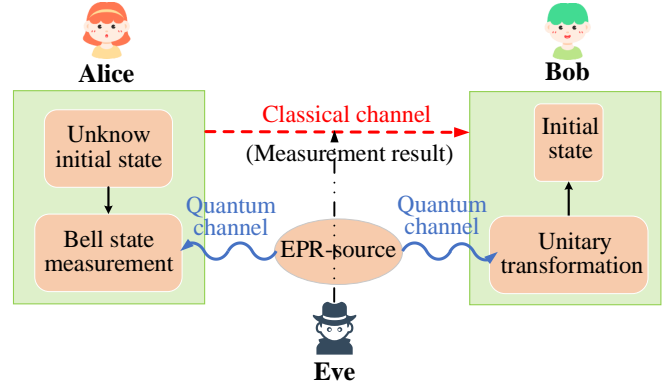 Alice
Bob
Classical channel
(Measurement result)
Unknow
initial state
Initial
state
Quantum
channel
Quantum
channel
Bell state
measurement
EPR-source
Unitary
transformation
Eve